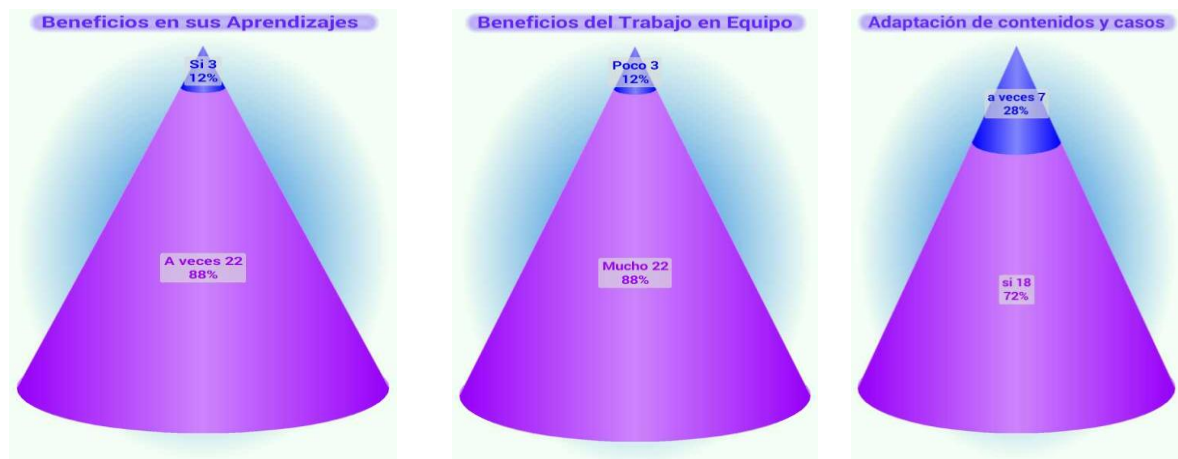 Beneficios en sus Aprendizajes
Si 3
12%
A veces 22
88%
Beneficios del Trabajo en Equipo
Poco 3
12%
Mucho 22
88%
Adaptación de contenidos y casos
a veces 7
28%
si 18
72%